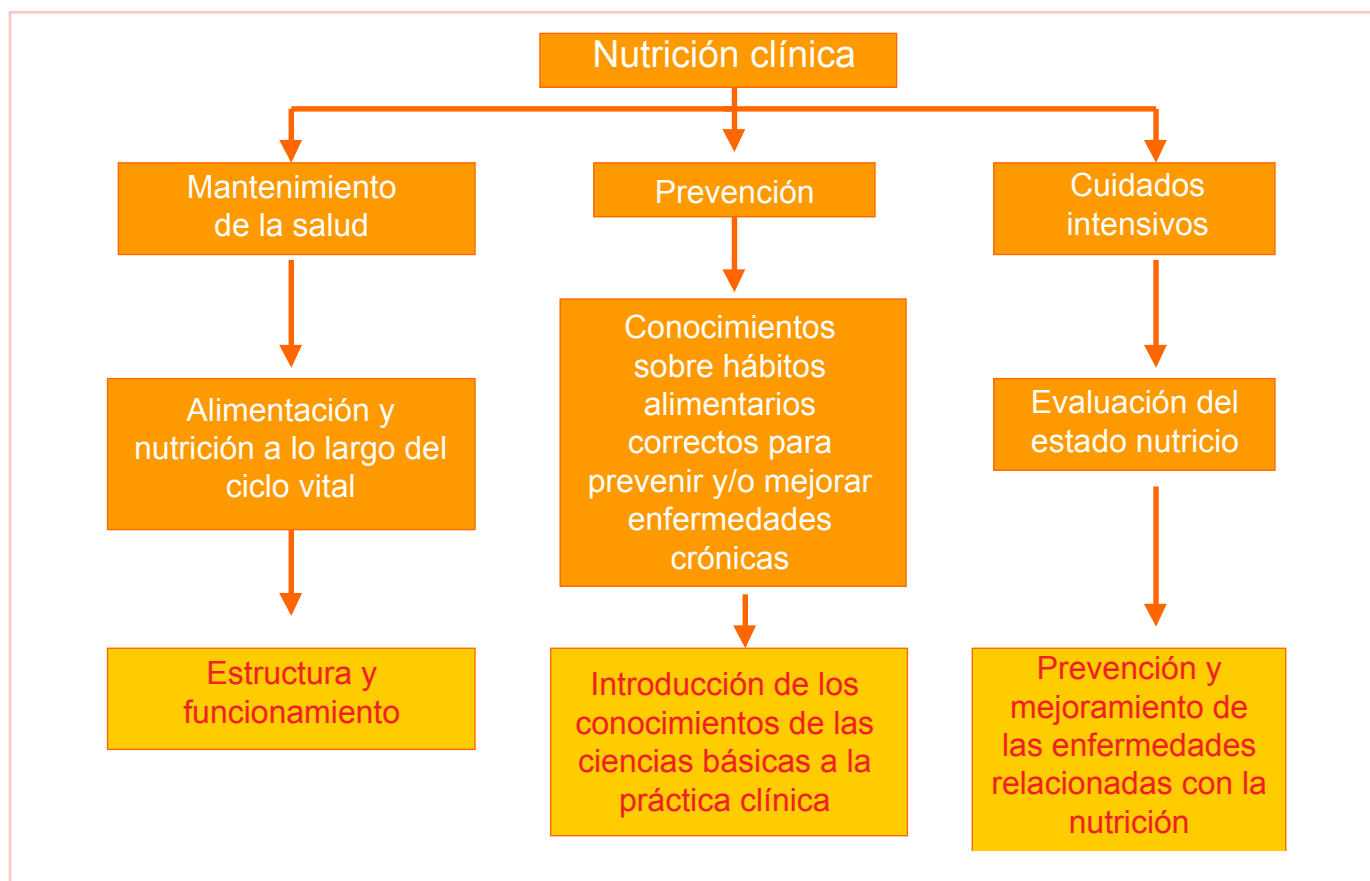 Nutrición clínica
Mantenimiento
de la salud
Prevención
Cuidados
intensivos
Alimentación y
nutrición a lo largo del
ciclo vital
Conocimientos
sobre hábitos
alimentarios
correctos para
prevenir y/o mejorar
enfermedades
crónicas
Evaluación del
estado nutricio
Estructura y
funcionamiento
Introducción de los
conocimientos de las
ciencias básicas a la
práctica clínica
Prevención y
mejoramiento de
las enfermedades
relacionadas con la
nutrición